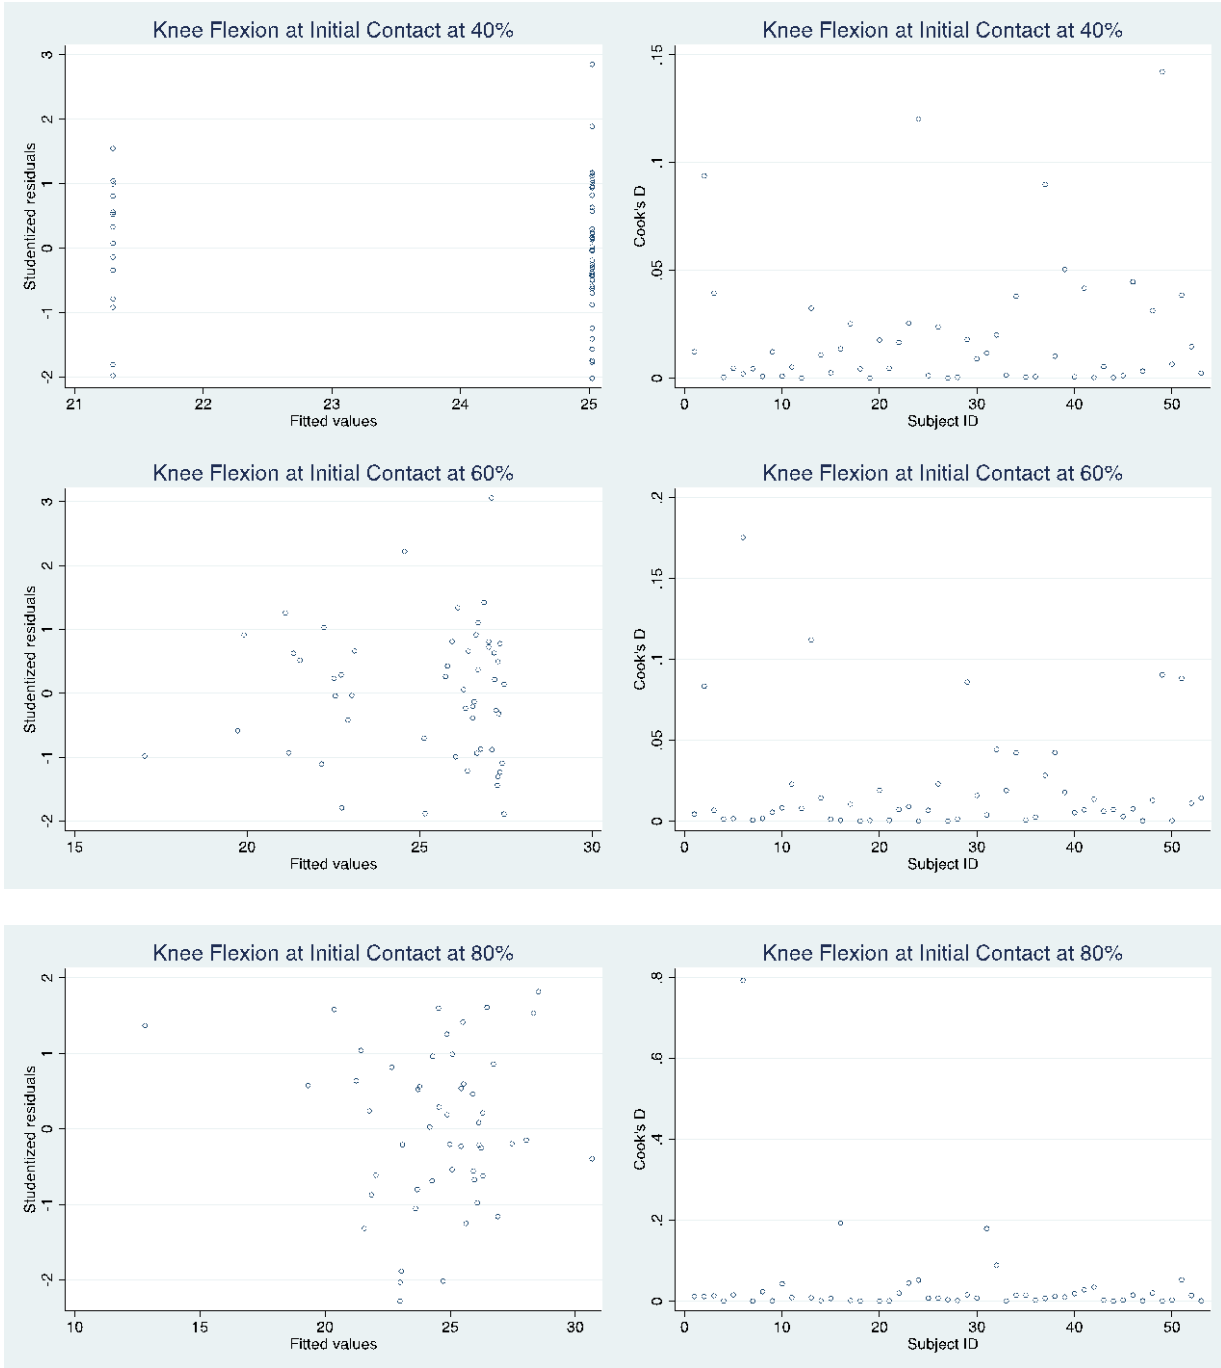 Knee Flexion at Initial Contact at 40%
Studentized residuals
3
2
1
0
-1
-2
21 22 23 24 25
Fitted values
Knee Flexion at Initial Contact at 40%
Cook's D
.15
.1
.05
0
0 10 20 30 40 50
Subject ID
Knee Flexion at Initial Contact at 60%
Studentized residuals
3
2
1
0
-1
-2
15 20 25 30
Fitted values
Knee Flexion at Initial Contact at 60%
Cook's D
.2
.15
.1
.05
0
0 10 20 30 40 50
Subject ID
Knee Flexion at Initial Contact at 80%
Studentized residuals
2
1
0
-1
-2
10 15 20 25 30
Fitted values
Knee Flexion at Initial Contact at 80%
Cook's D
.8
.6
.4
.2
0
0 10 20 30 40 50
Subject ID